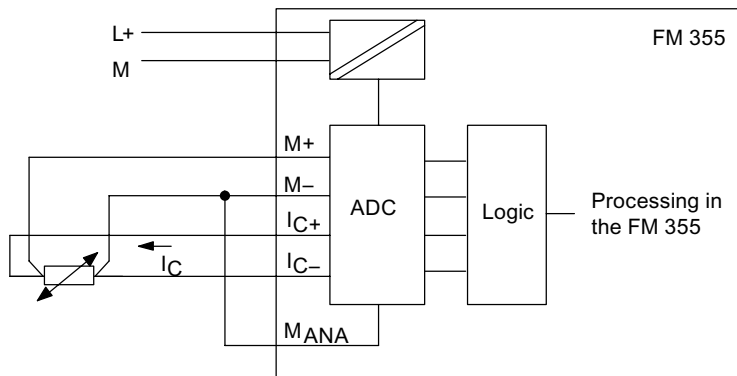 L+
FM 355
M
M+
M−
ADC
Logic
Processing in
the FM 355
IC+
IC
IC−
MANA